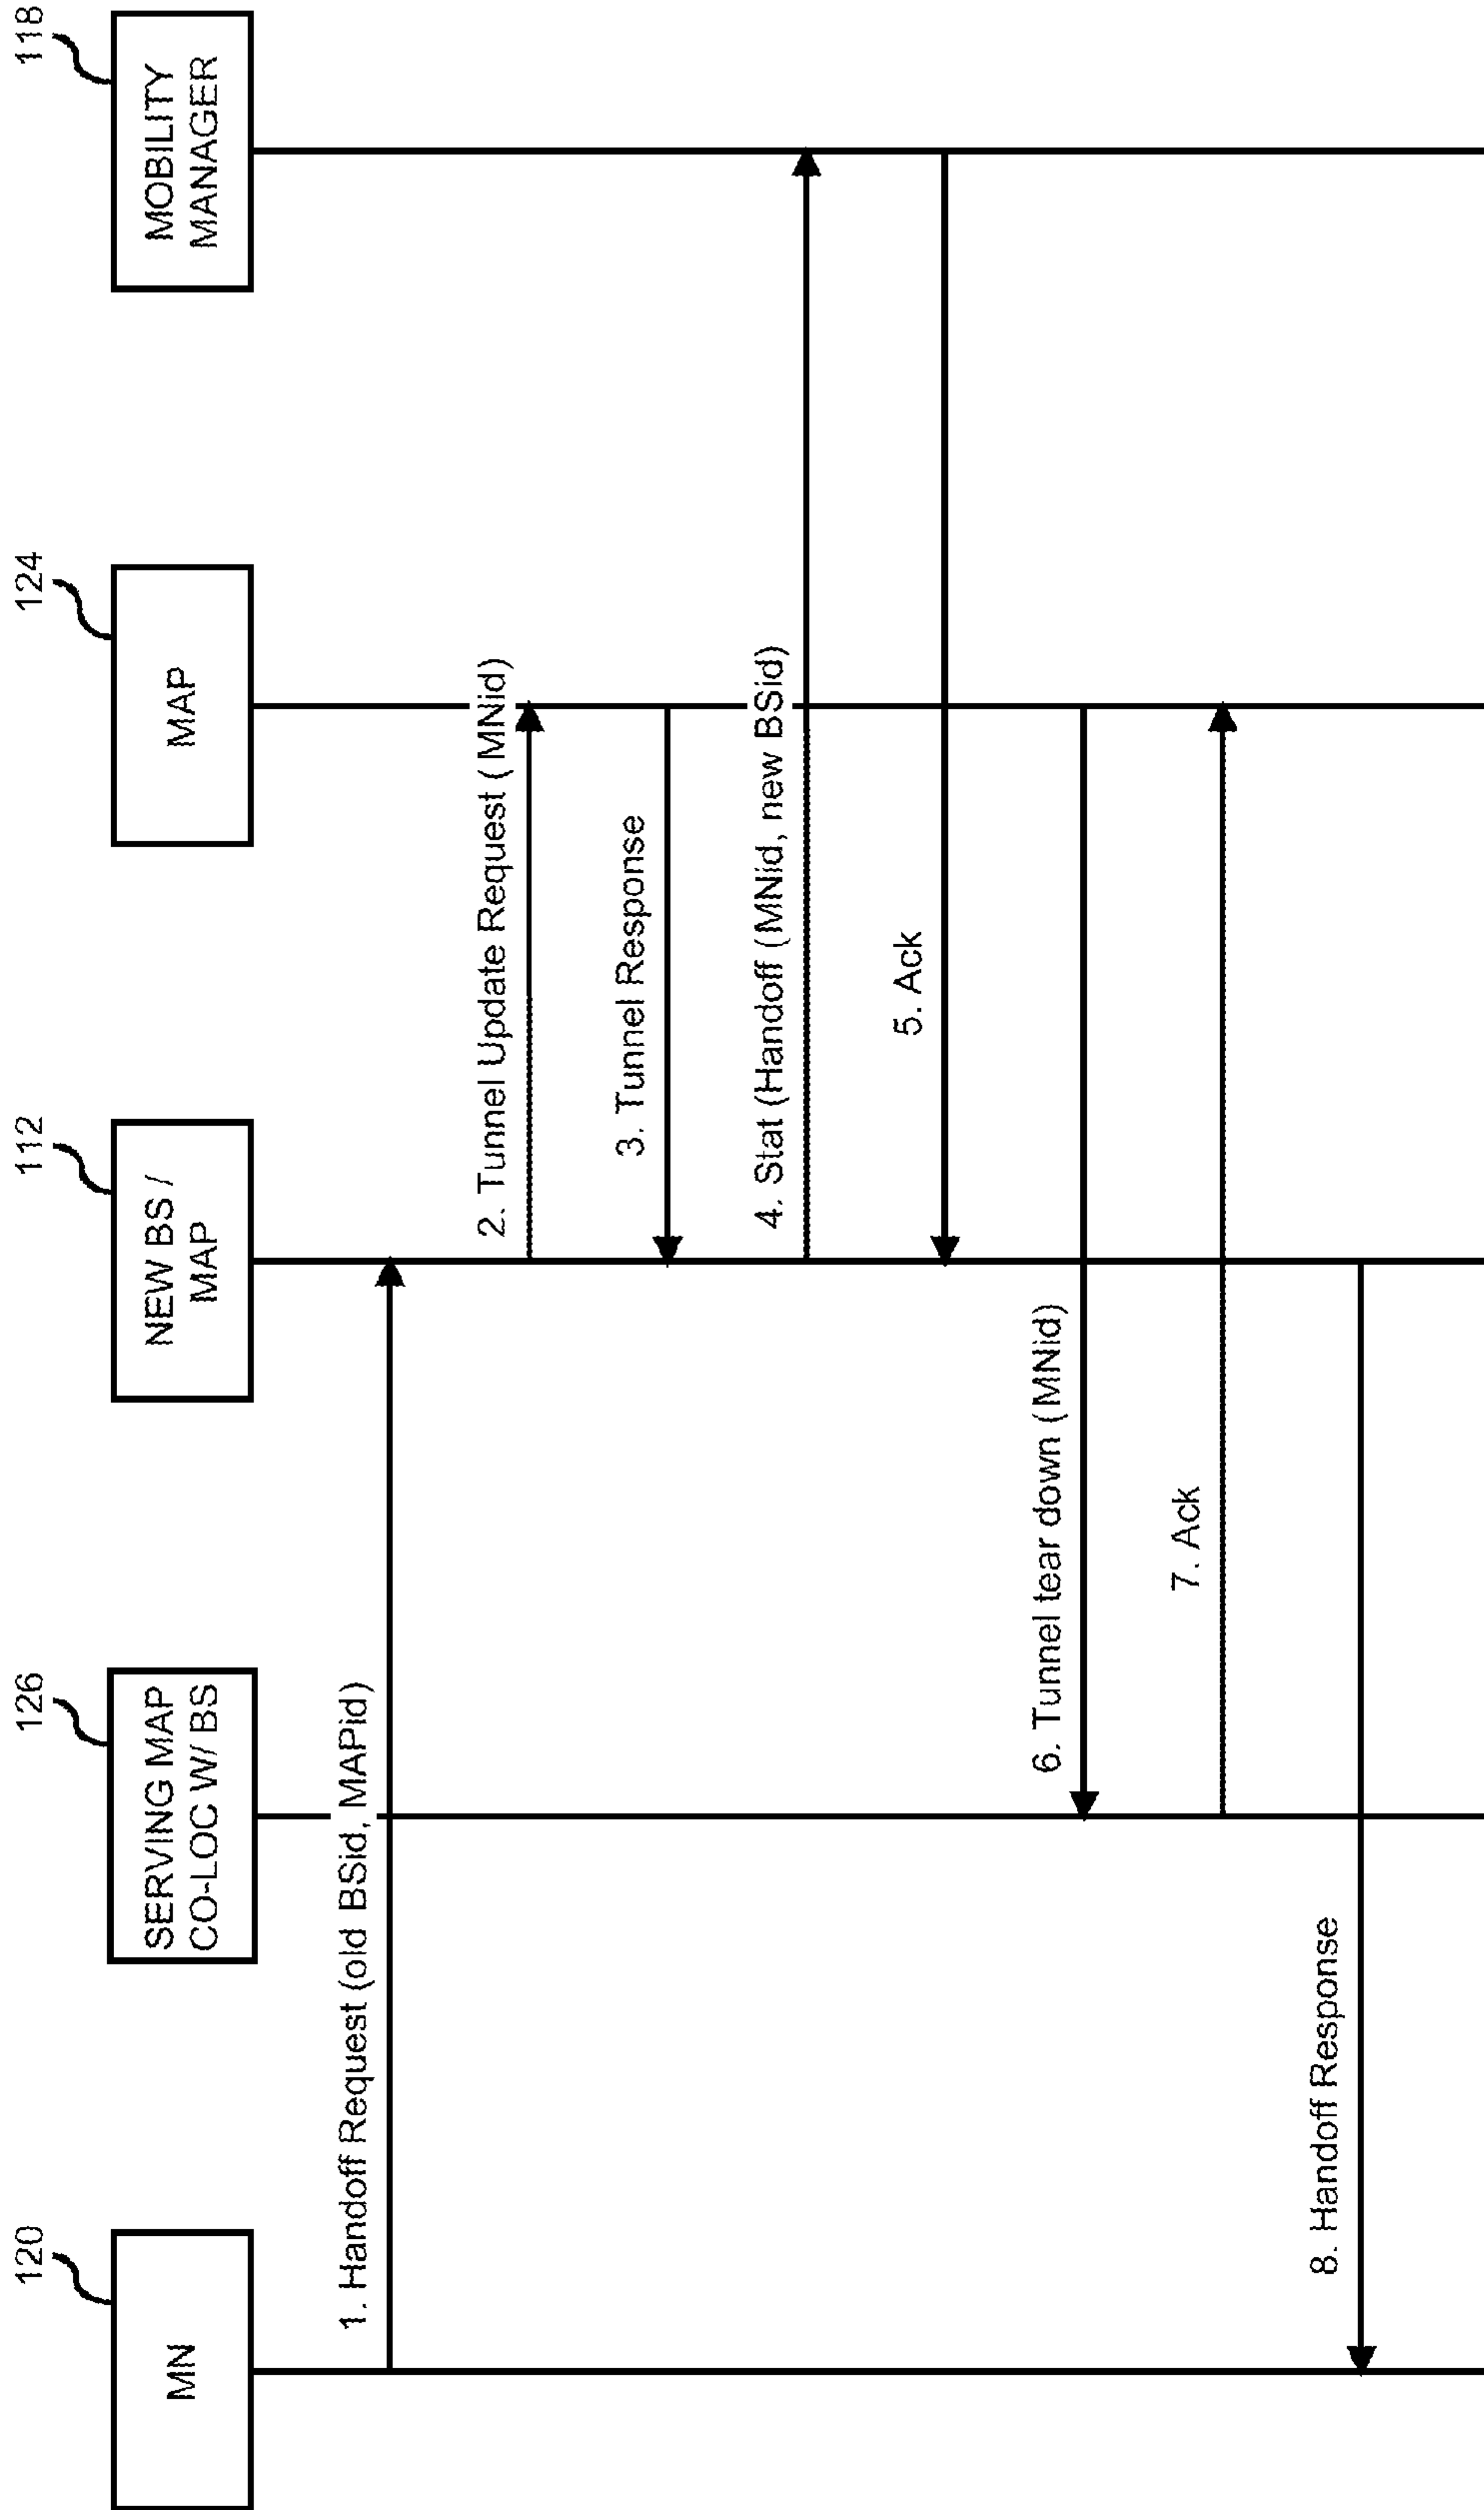 120
126
112
124
118
MN
SERVING MAP
CO-LOC W/ BS
NEW BS /
MAP
MAP
MOBILITY
MANAGER
1. Handoff Request (old BSid, MAPid)
2. Tunnel Update Request ( MNid)
3. Tunnel Response
4. Stat (Handoff (MNid, new BSid)
5. Ack
6. Tunnel tear down (MNid)
7. Ack
8. Handoff Response